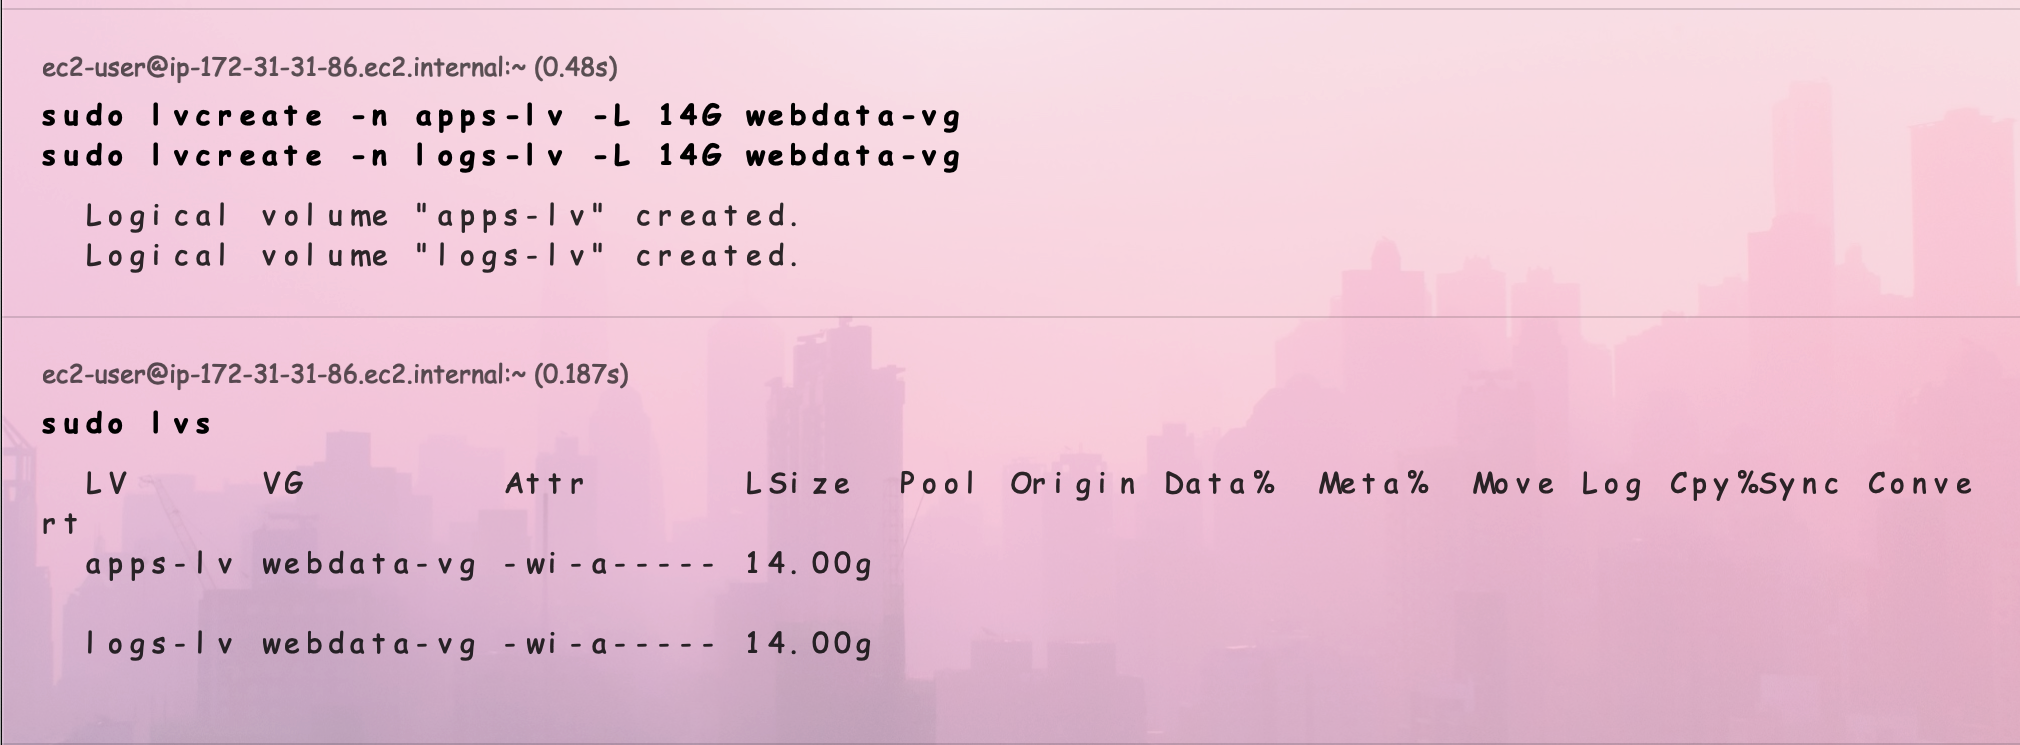 ec2-user@ip-172-31-31-86.ec2.internal:~ (0.48s)
sudo lvcreate -n apps-lv -L 14G webdata-vg
sudo lvcreate -n logs-lv -L 14G webdata-vg
Logical volume "apps-lv" created.
Logical volume "logs-lv" created.
ec2-user@ip-172-31-31-86.ec2.internal:~ (0.187s)
sudo lvs
LV VG Attr LSize Pool Origin Data% Meta% Move Log Cpy%Sync Conve
rt
apps-lv webdata-vg -wi-a----- 14.00g
logs-lv webdata-vg -wi-a----- 14.00g